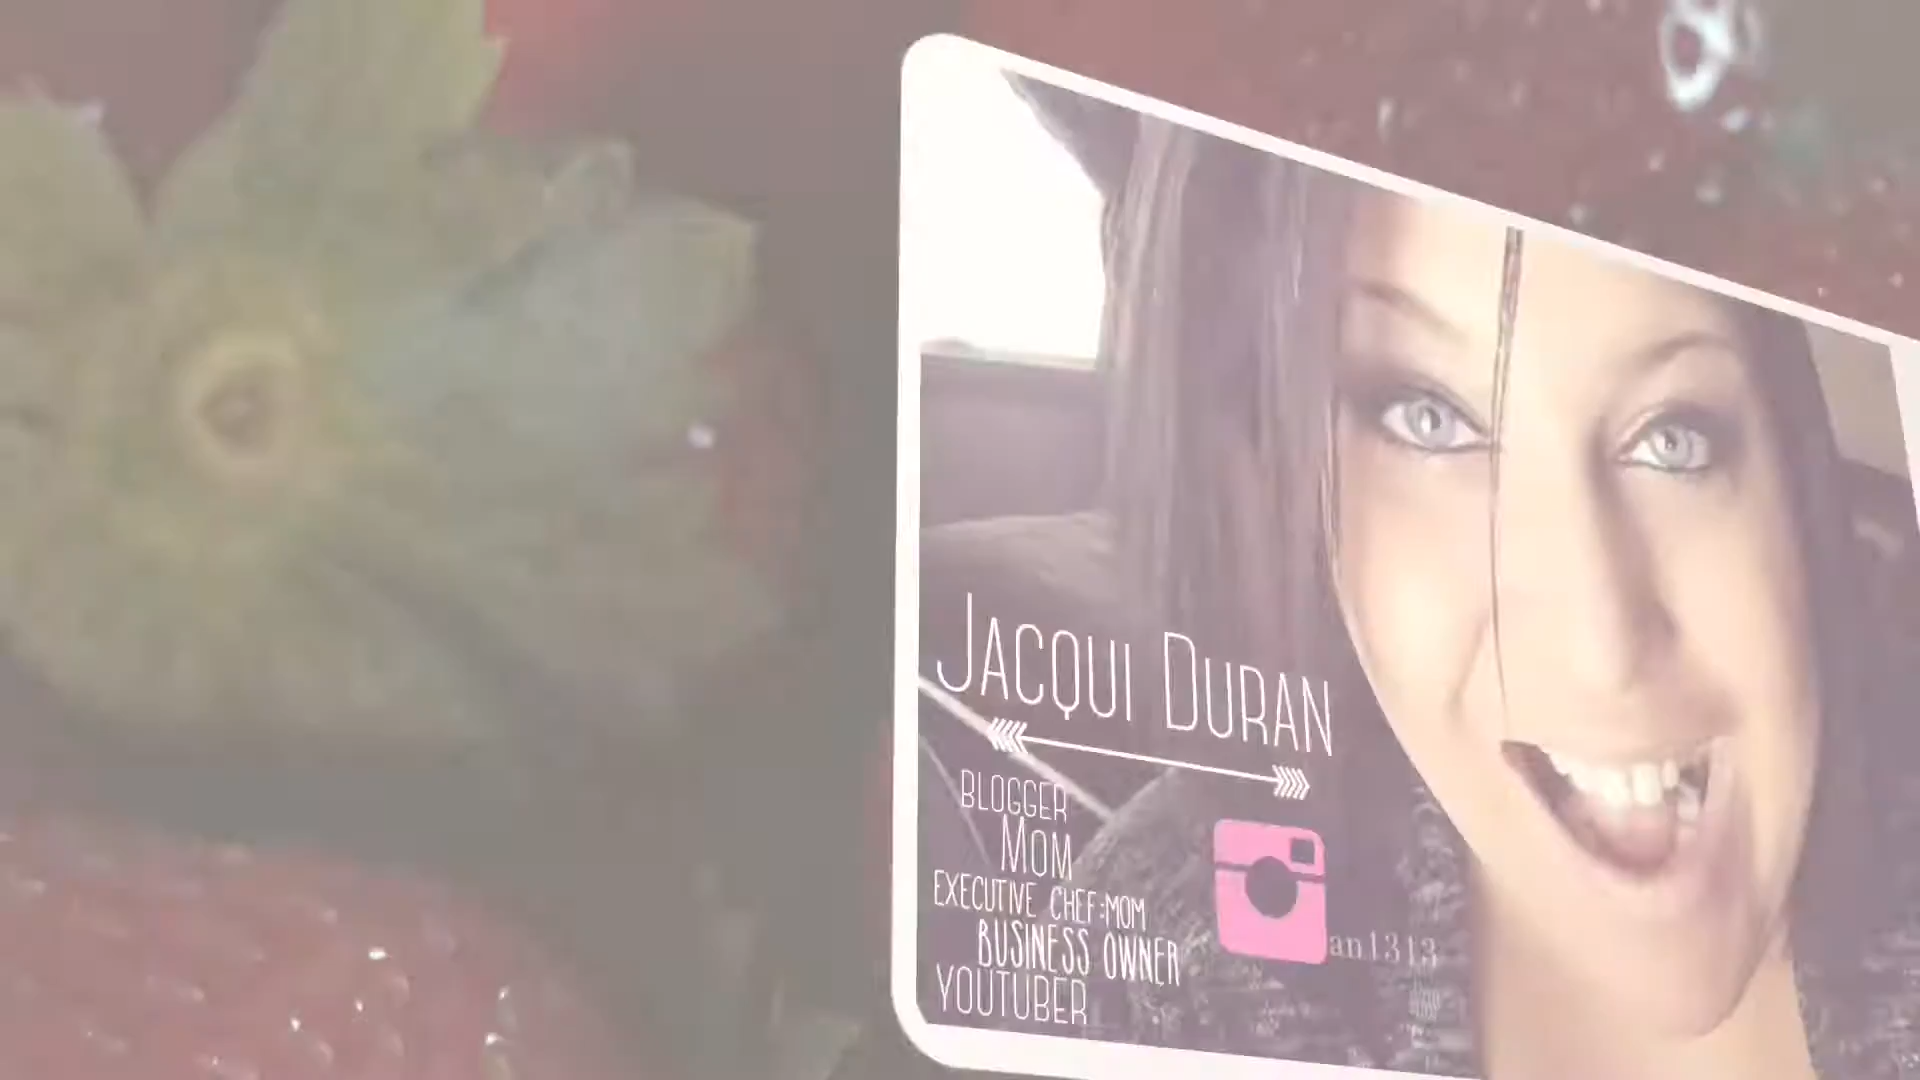 Jacqui Duran
BLOGGER
MOM
EXECUTIVE CHEF:MOM
BUSINESS OWNER
YOUTUBER
an1313